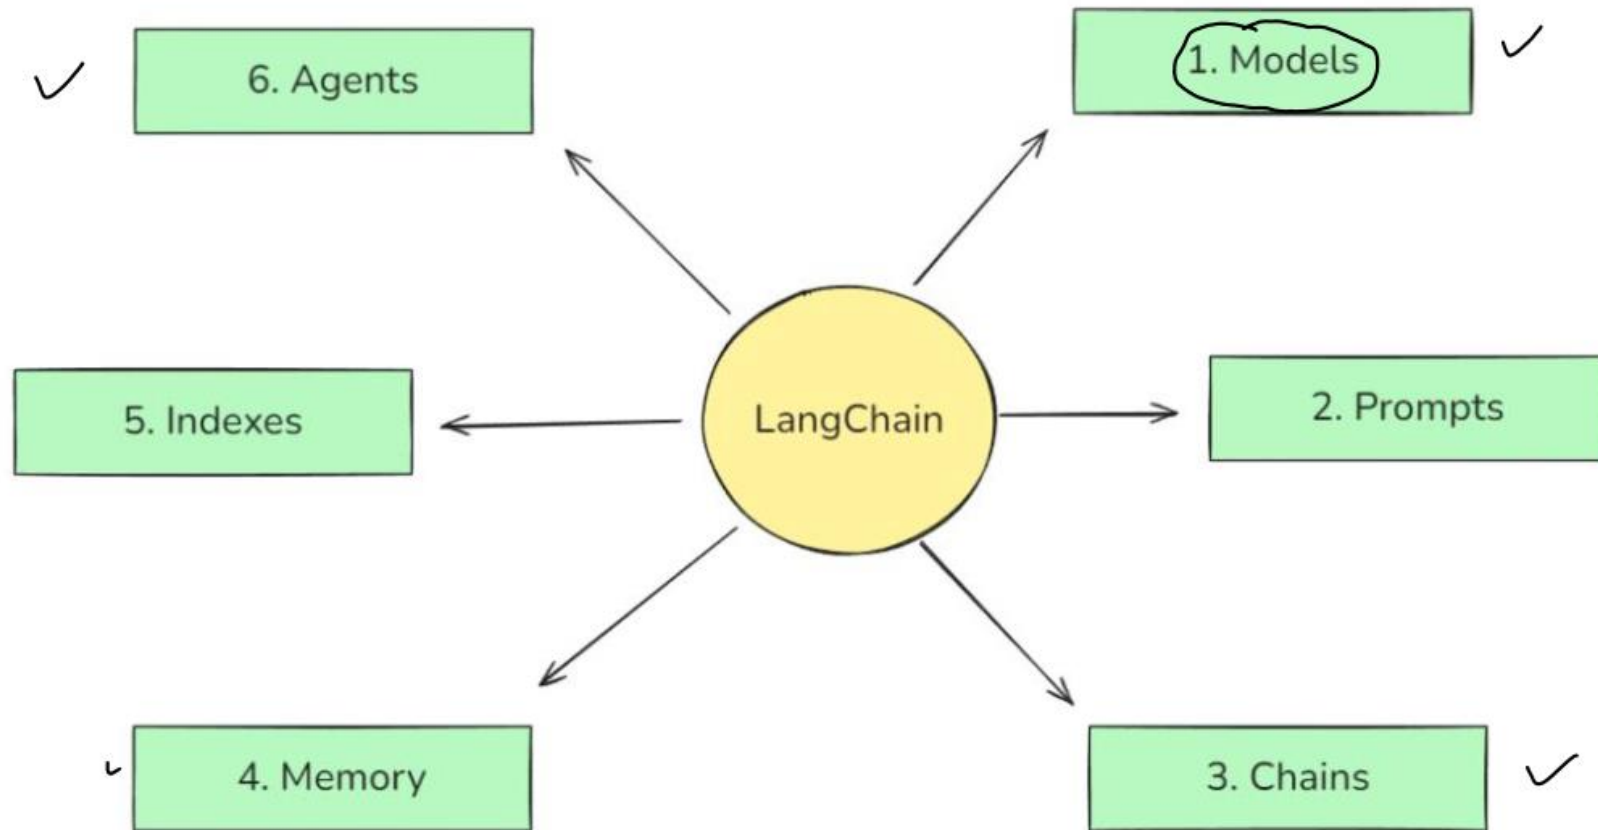 6. Agents
1. Models
5. Indexes
LangChain
2. Prompts
4. Memory
3. Chains